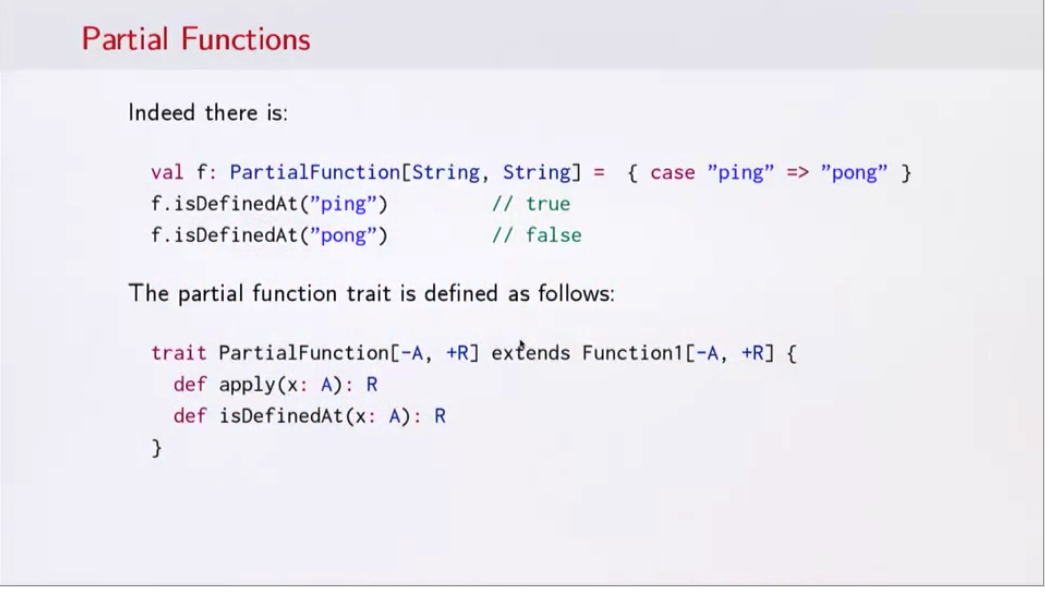 Partial Functions
Indeed there is:
val f: PartialFunction[String, String] = { case ”ping” => ”pong” }
f.isDefinedAt(”ping”) // true
f.isDefinedAt(”pong”) // false
The partial function trait is defined as follows:
trait PartialFunction[-A, +R] extends Function1[-A, +R] {
def apply(x: A): R
def isDefinedAt(x: A): R
}